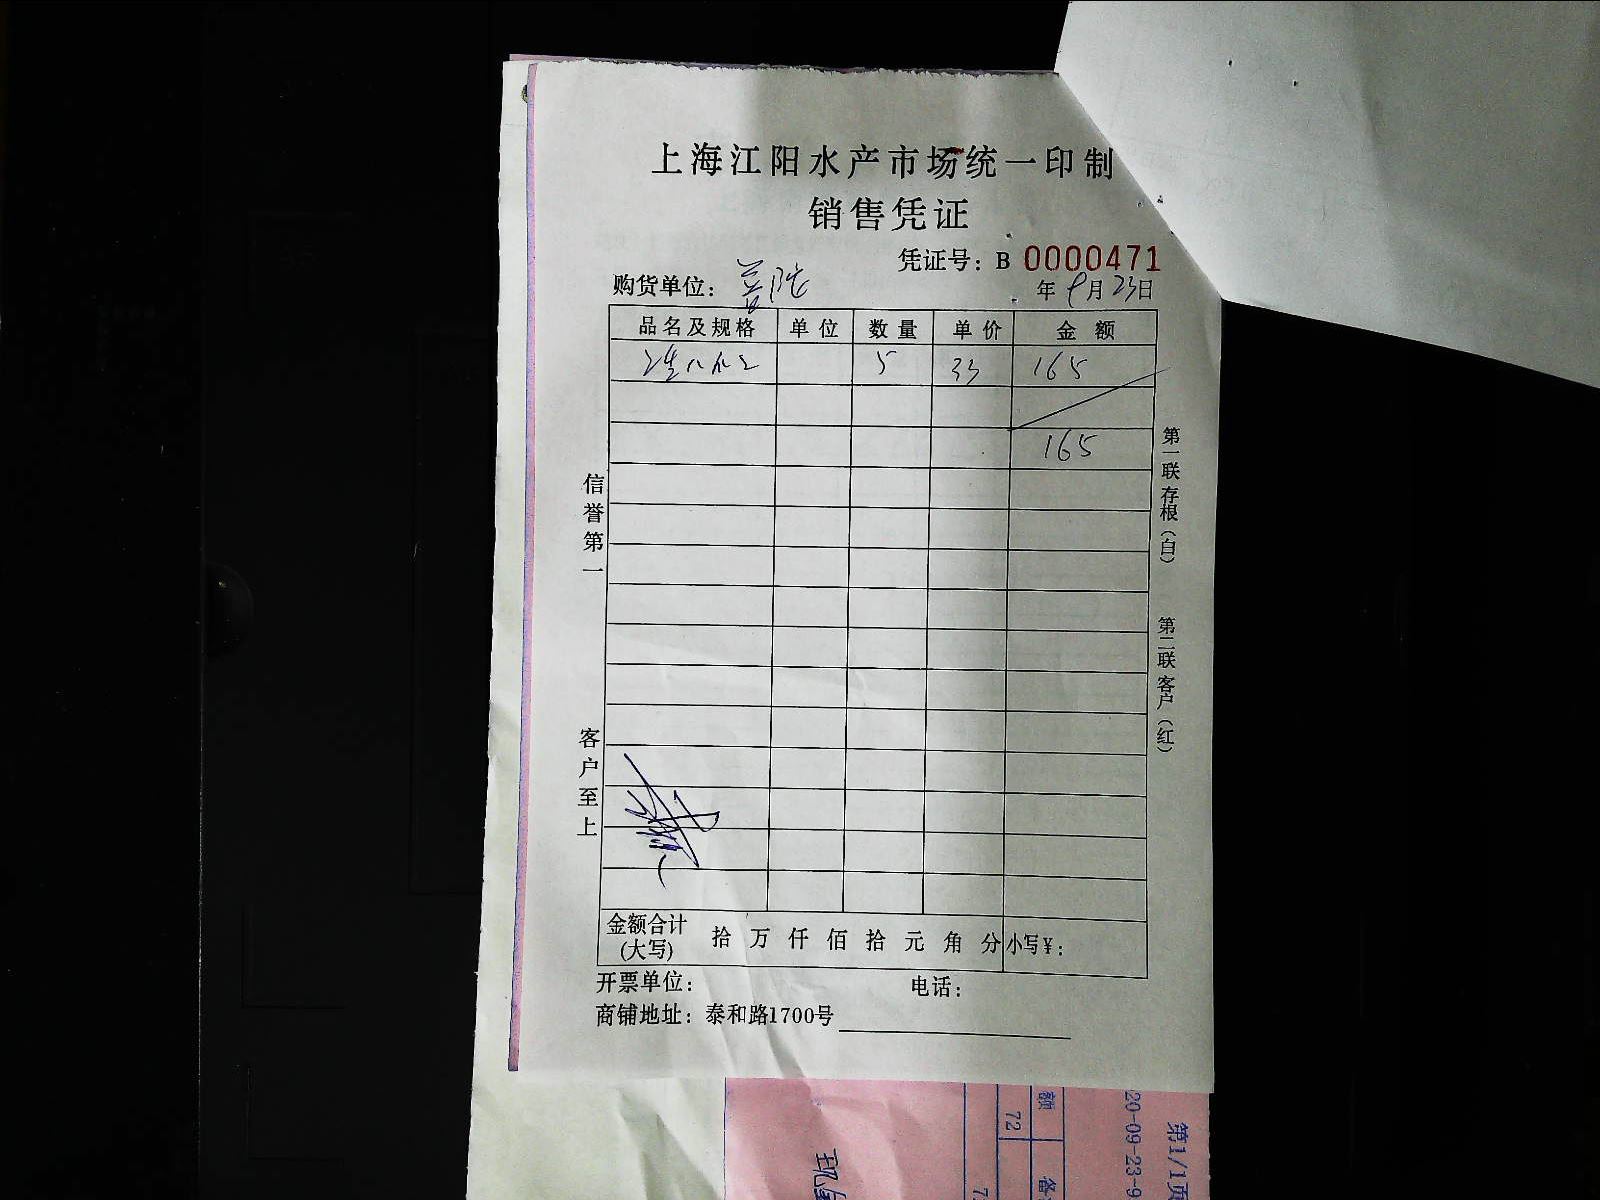 上海江阳水产市场统一印制
销售凭证
凭证号：B 0000471
购货单位：
年 9月 23日
品名及规格 单位 数量 单价 金额
5 33 165
165
信誉第一
客户至上
第一联存根（白）
第二联客户（红）
金额合计（大写） 拾 万 仟 佰 拾 元 角 分 小写￥：
开票单位： 电话：
商铺地址：泰和路1700号
第1/1页
20-09-23-9
额
72
备
7